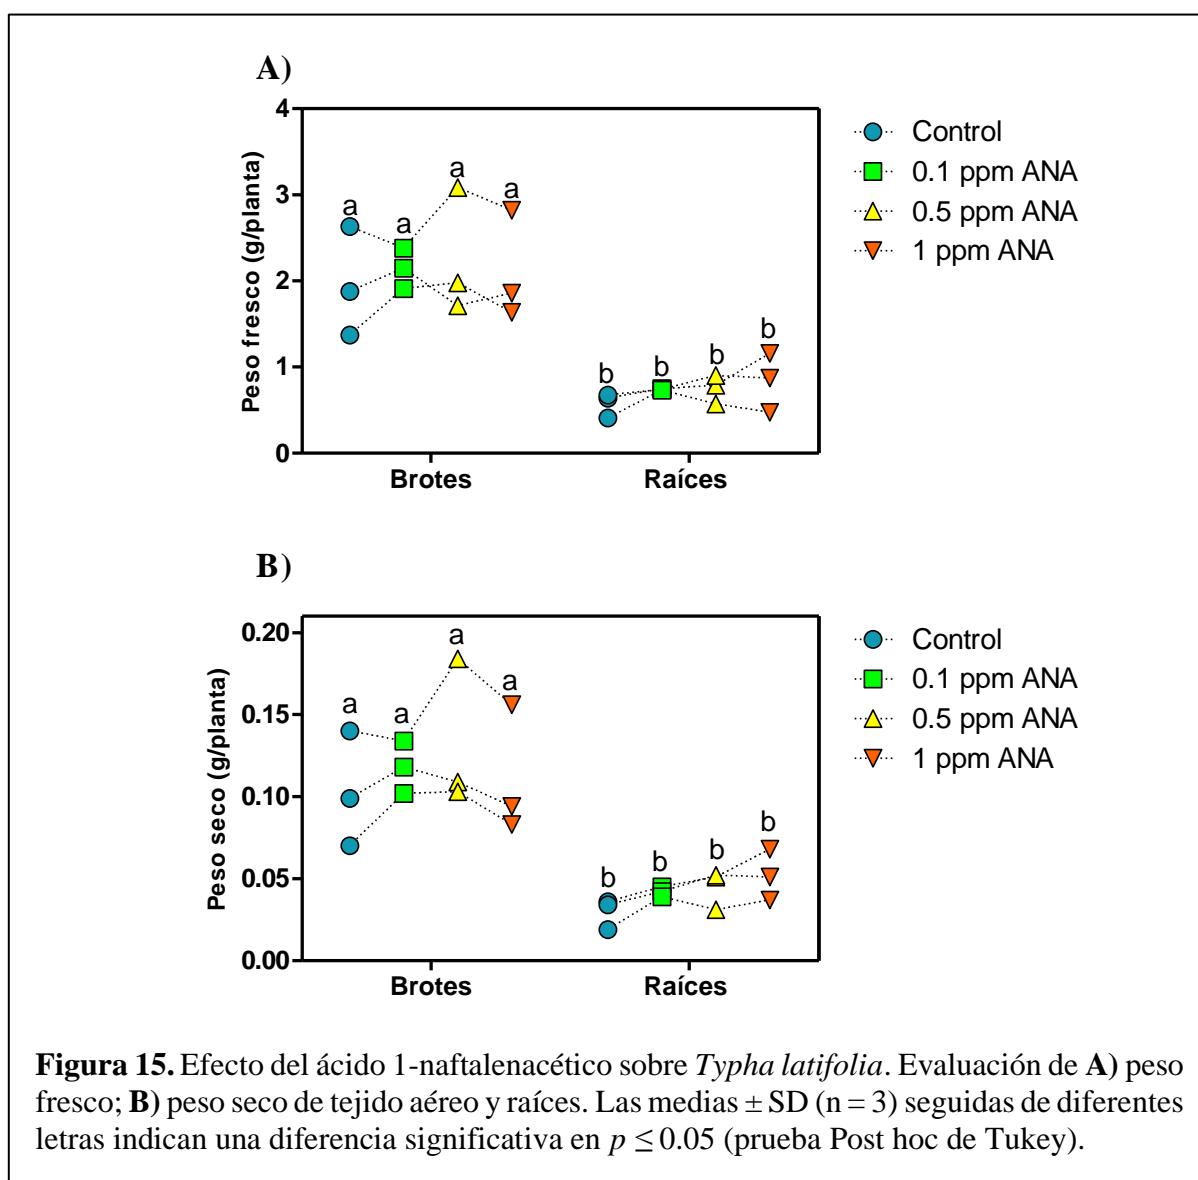 A)
4
3
2
1
0
Peso fresco (g/planta)
a
a
a
a
b
b
b
b
Brotes
Raíces
Control
0.1 ppm ANA
0.5 ppm ANA
1 ppm ANA
B)
0.20
0.15
0.10
0.05
0.00
Peso seco (g/planta)
a
a
a
a
b
b
b
b
Brotes
Raíces
Control
0.1 ppm ANA
0.5 ppm ANA
1 ppm ANA
Figura 15. Efecto del ácido 1-naftalenacético sobre Typha latifolia. Evaluación de A) peso
fresco; B) peso seco de tejido aéreo y raíces. Las medias ± SD (n = 3) seguidas de diferentes
letras indican una diferencia significativa en p ≤ 0.05 (prueba Post hoc de Tukey).